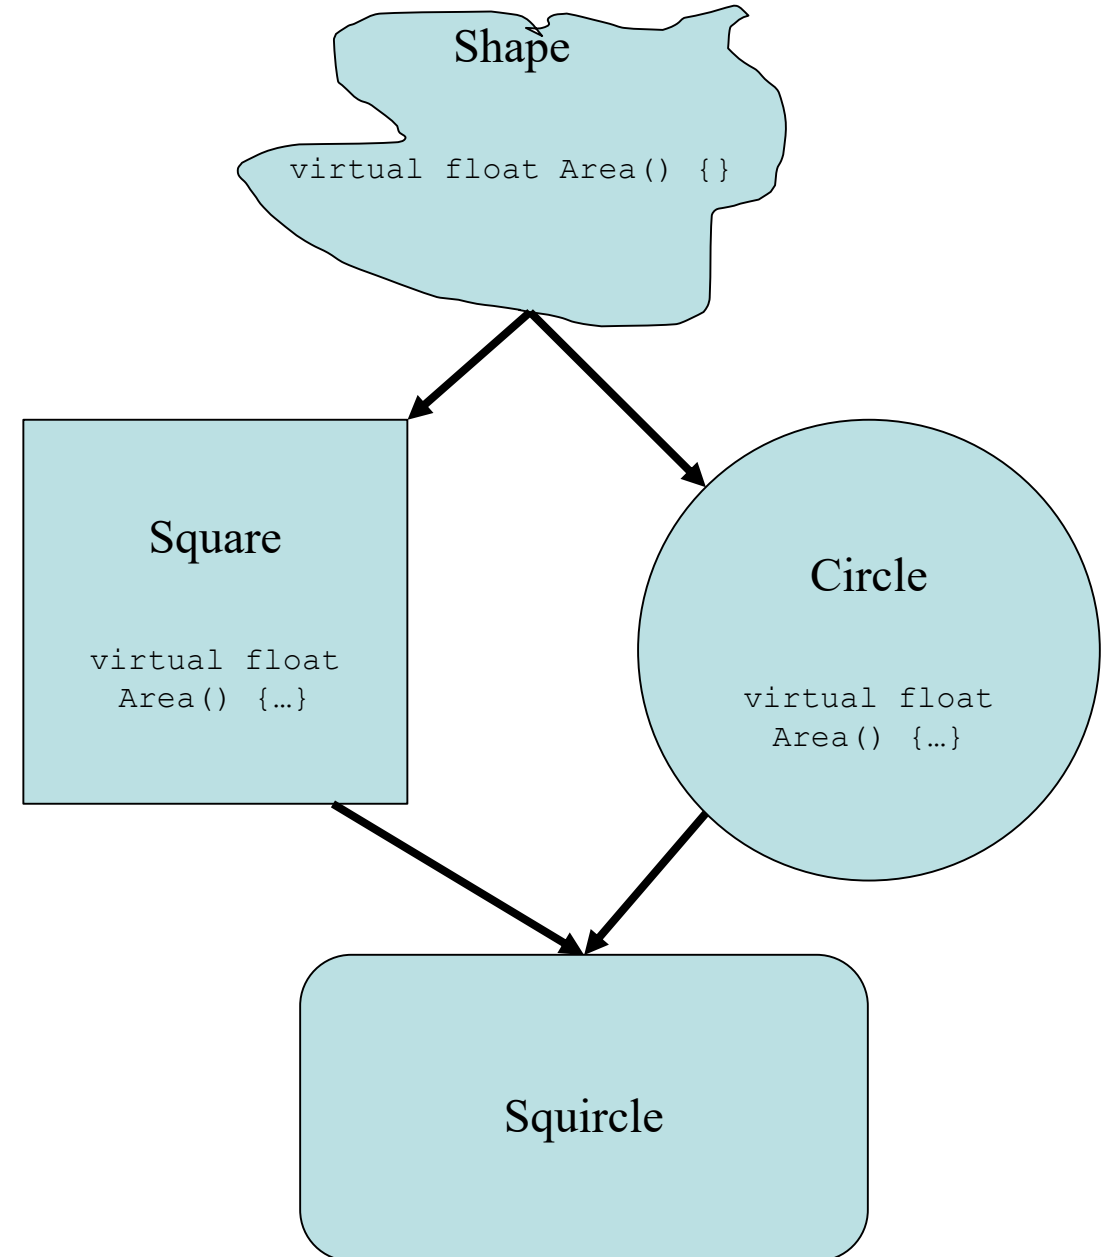 Shape
virtual float Area() {}
Square
virtual float
Area() {…}
Circle
virtual float
Area() {…}
Squircle